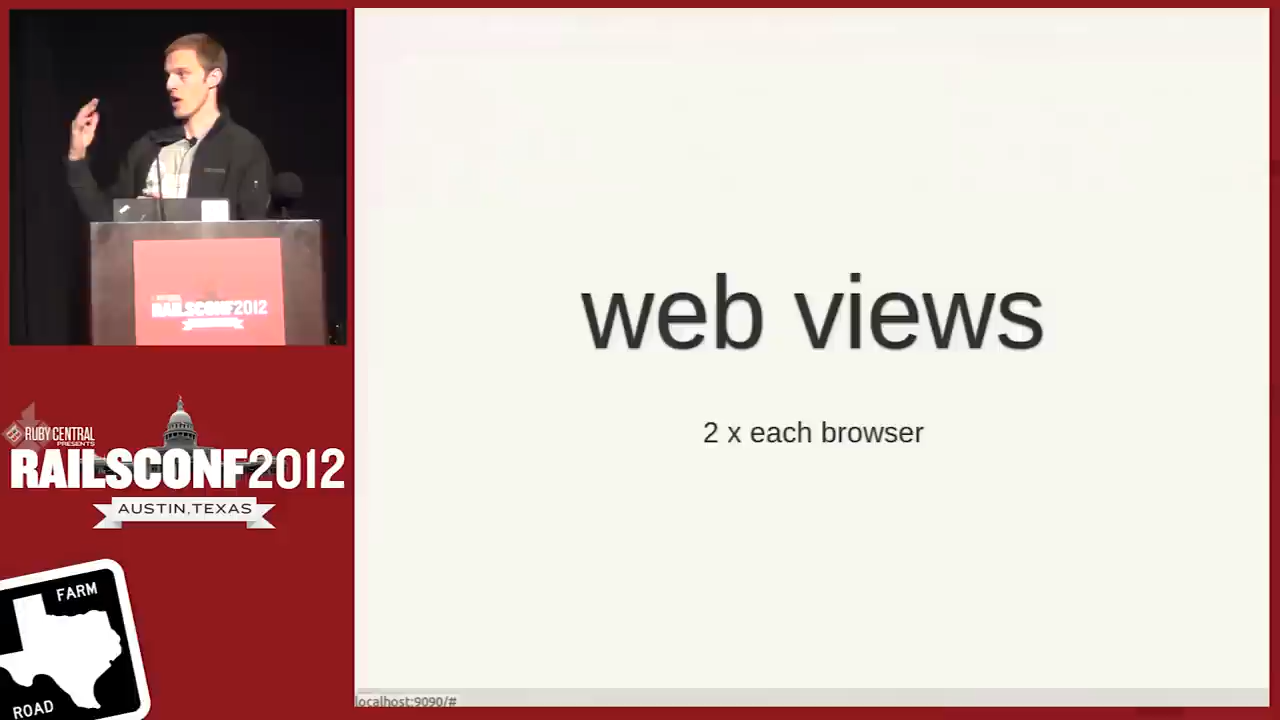 web views
2 x each browser
localhost:9090/#
RAILSCONF2012
RUBY CENTRAL
PRESENTS
RAILSCONF2012
AUSTIN, TEXAS
FARM
ROAD